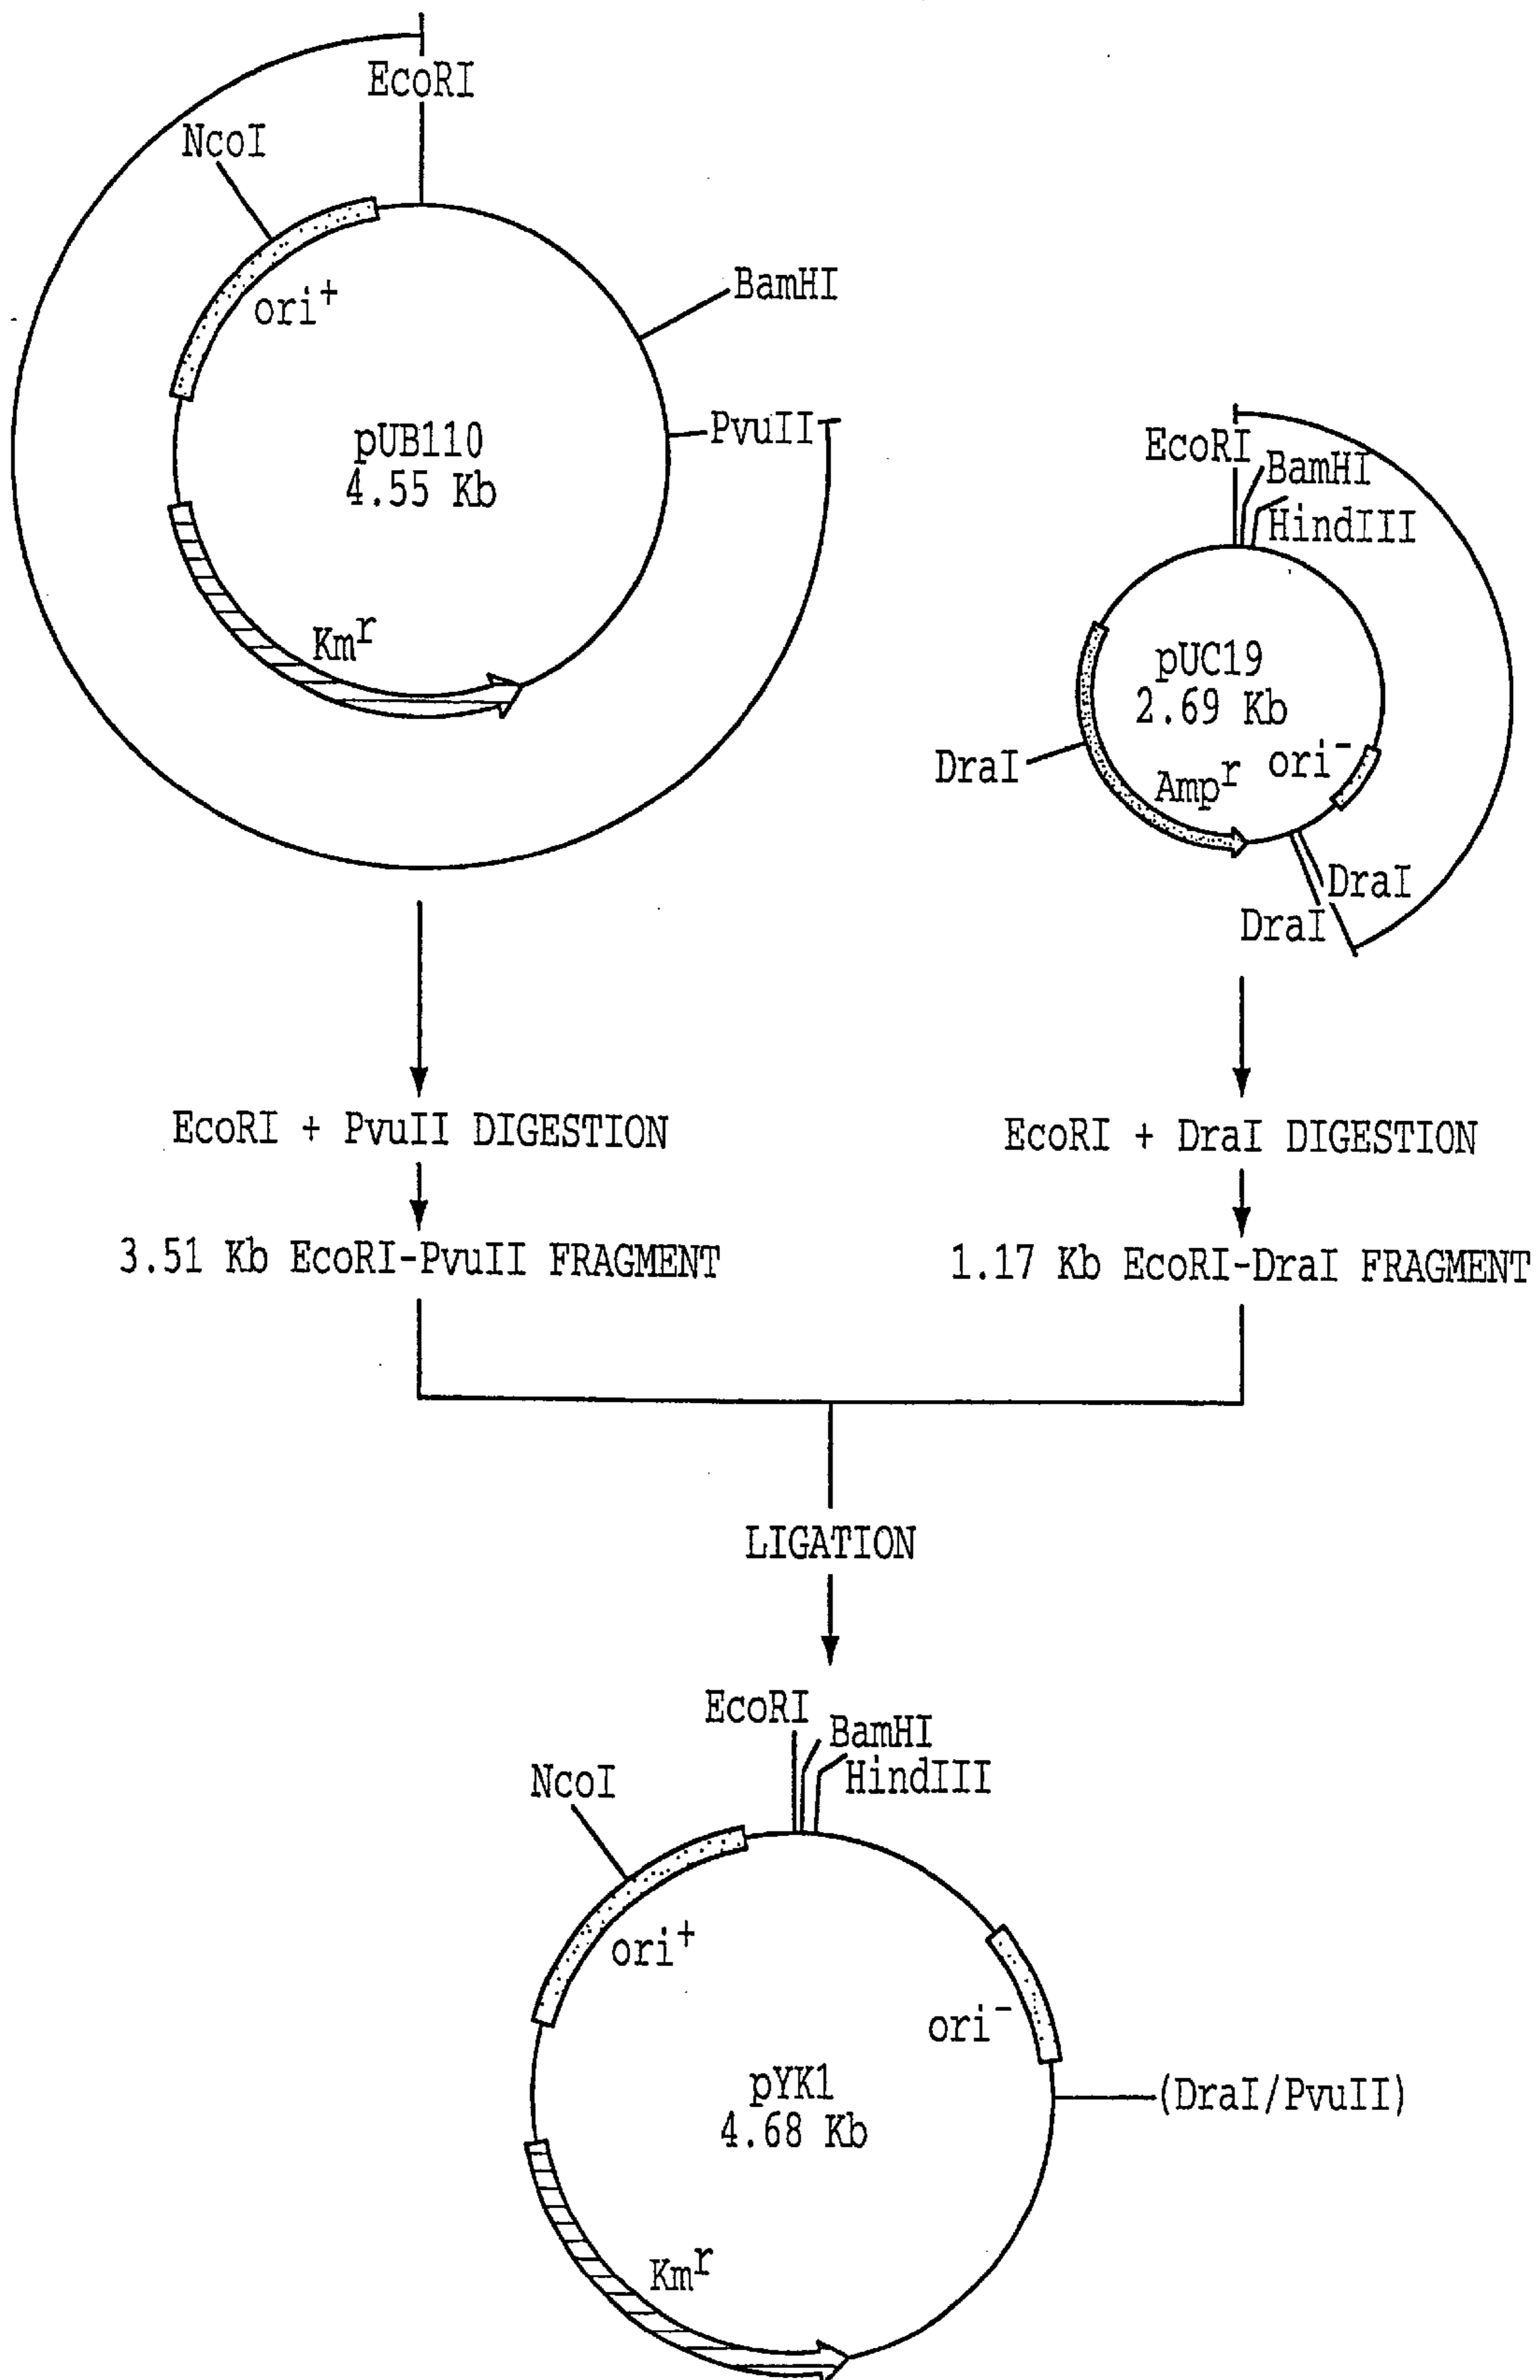 EcoRI
NcoI
ori+
BamHI
PvuII
pUB110
4.55 Kb
Kmr
EcoRI
BamHI
HindIII
pUC19
2.69 Kb
DraI
Ampr
ori-
DraI
DraI
EcoRI + PvuII DIGESTION
EcoRI + DraI DIGESTION
3.51 Kb EcoRI-PvuII FRAGMENT
1.17 Kb EcoRI-DraI FRAGMENT
LIGATION
EcoRI
BamHI
HindIII
NcoI
ori+
ori-
pYK1
4.68 Kb
(DraI/PvuII)
Kmr